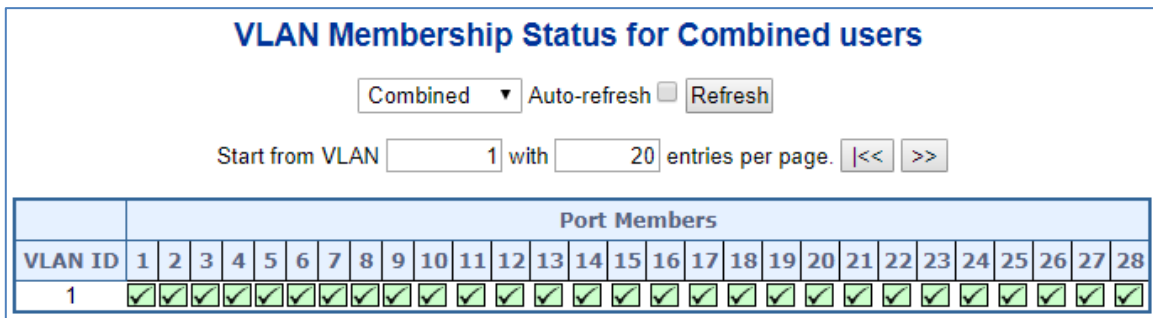 VLAN Membership Status for Combined users
Combined Auto-refresh Refresh
Start from VLAN 1 with 20 entries per page. |<< >>
Port Members
VLAN ID 1 2 3 4 5 6 7 8 9 10 11 12 13 14 15 16 17 18 19 20 21 22 23 24 25 26 27 28
1